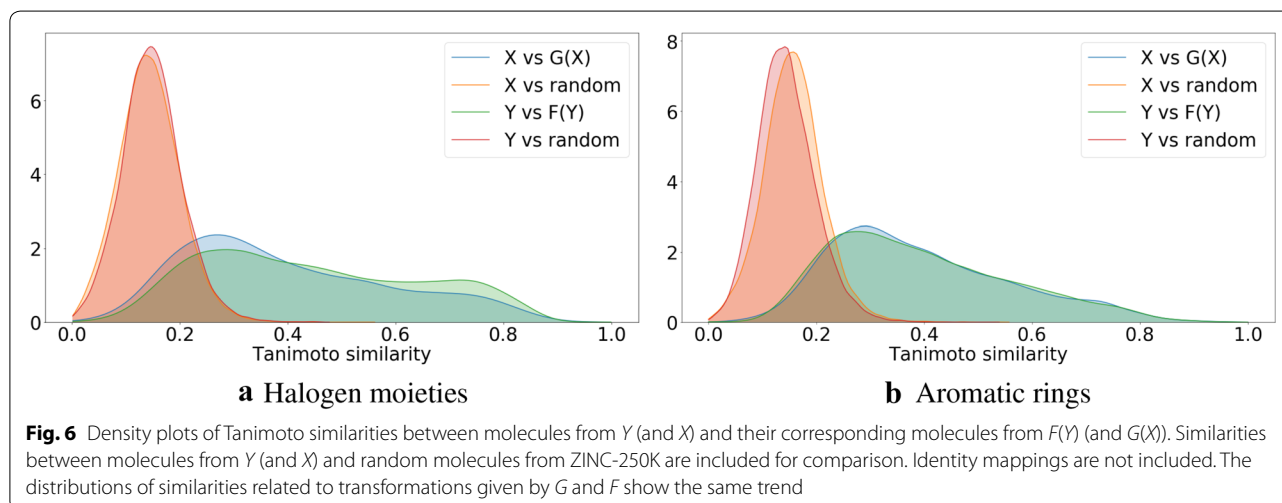 X vs G(X)
X vs random
Y vs F(Y)
Y vs random
6
4
2
0
0.0 0.2 0.4 0.6 0.8 1.0
Tanimoto similarity
a Halogen moieties
X vs G(X)
X vs random
Y vs F(Y)
Y vs random
8
6
4
2
0
0.0 0.2 0.4 0.6 0.8 1.0
Tanimoto similarity
b Aromatic rings
Fig. 6 Density plots of Tanimoto similarities between molecules from Y (and X) and their corresponding molecules from F(Y) (and G(X)). Similarities
between molecules from Y (and X) and random molecules from ZINC-250K are included for comparison. Identity mappings are not included. The
distributions of similarities related to transformations given by G and F show the same trend